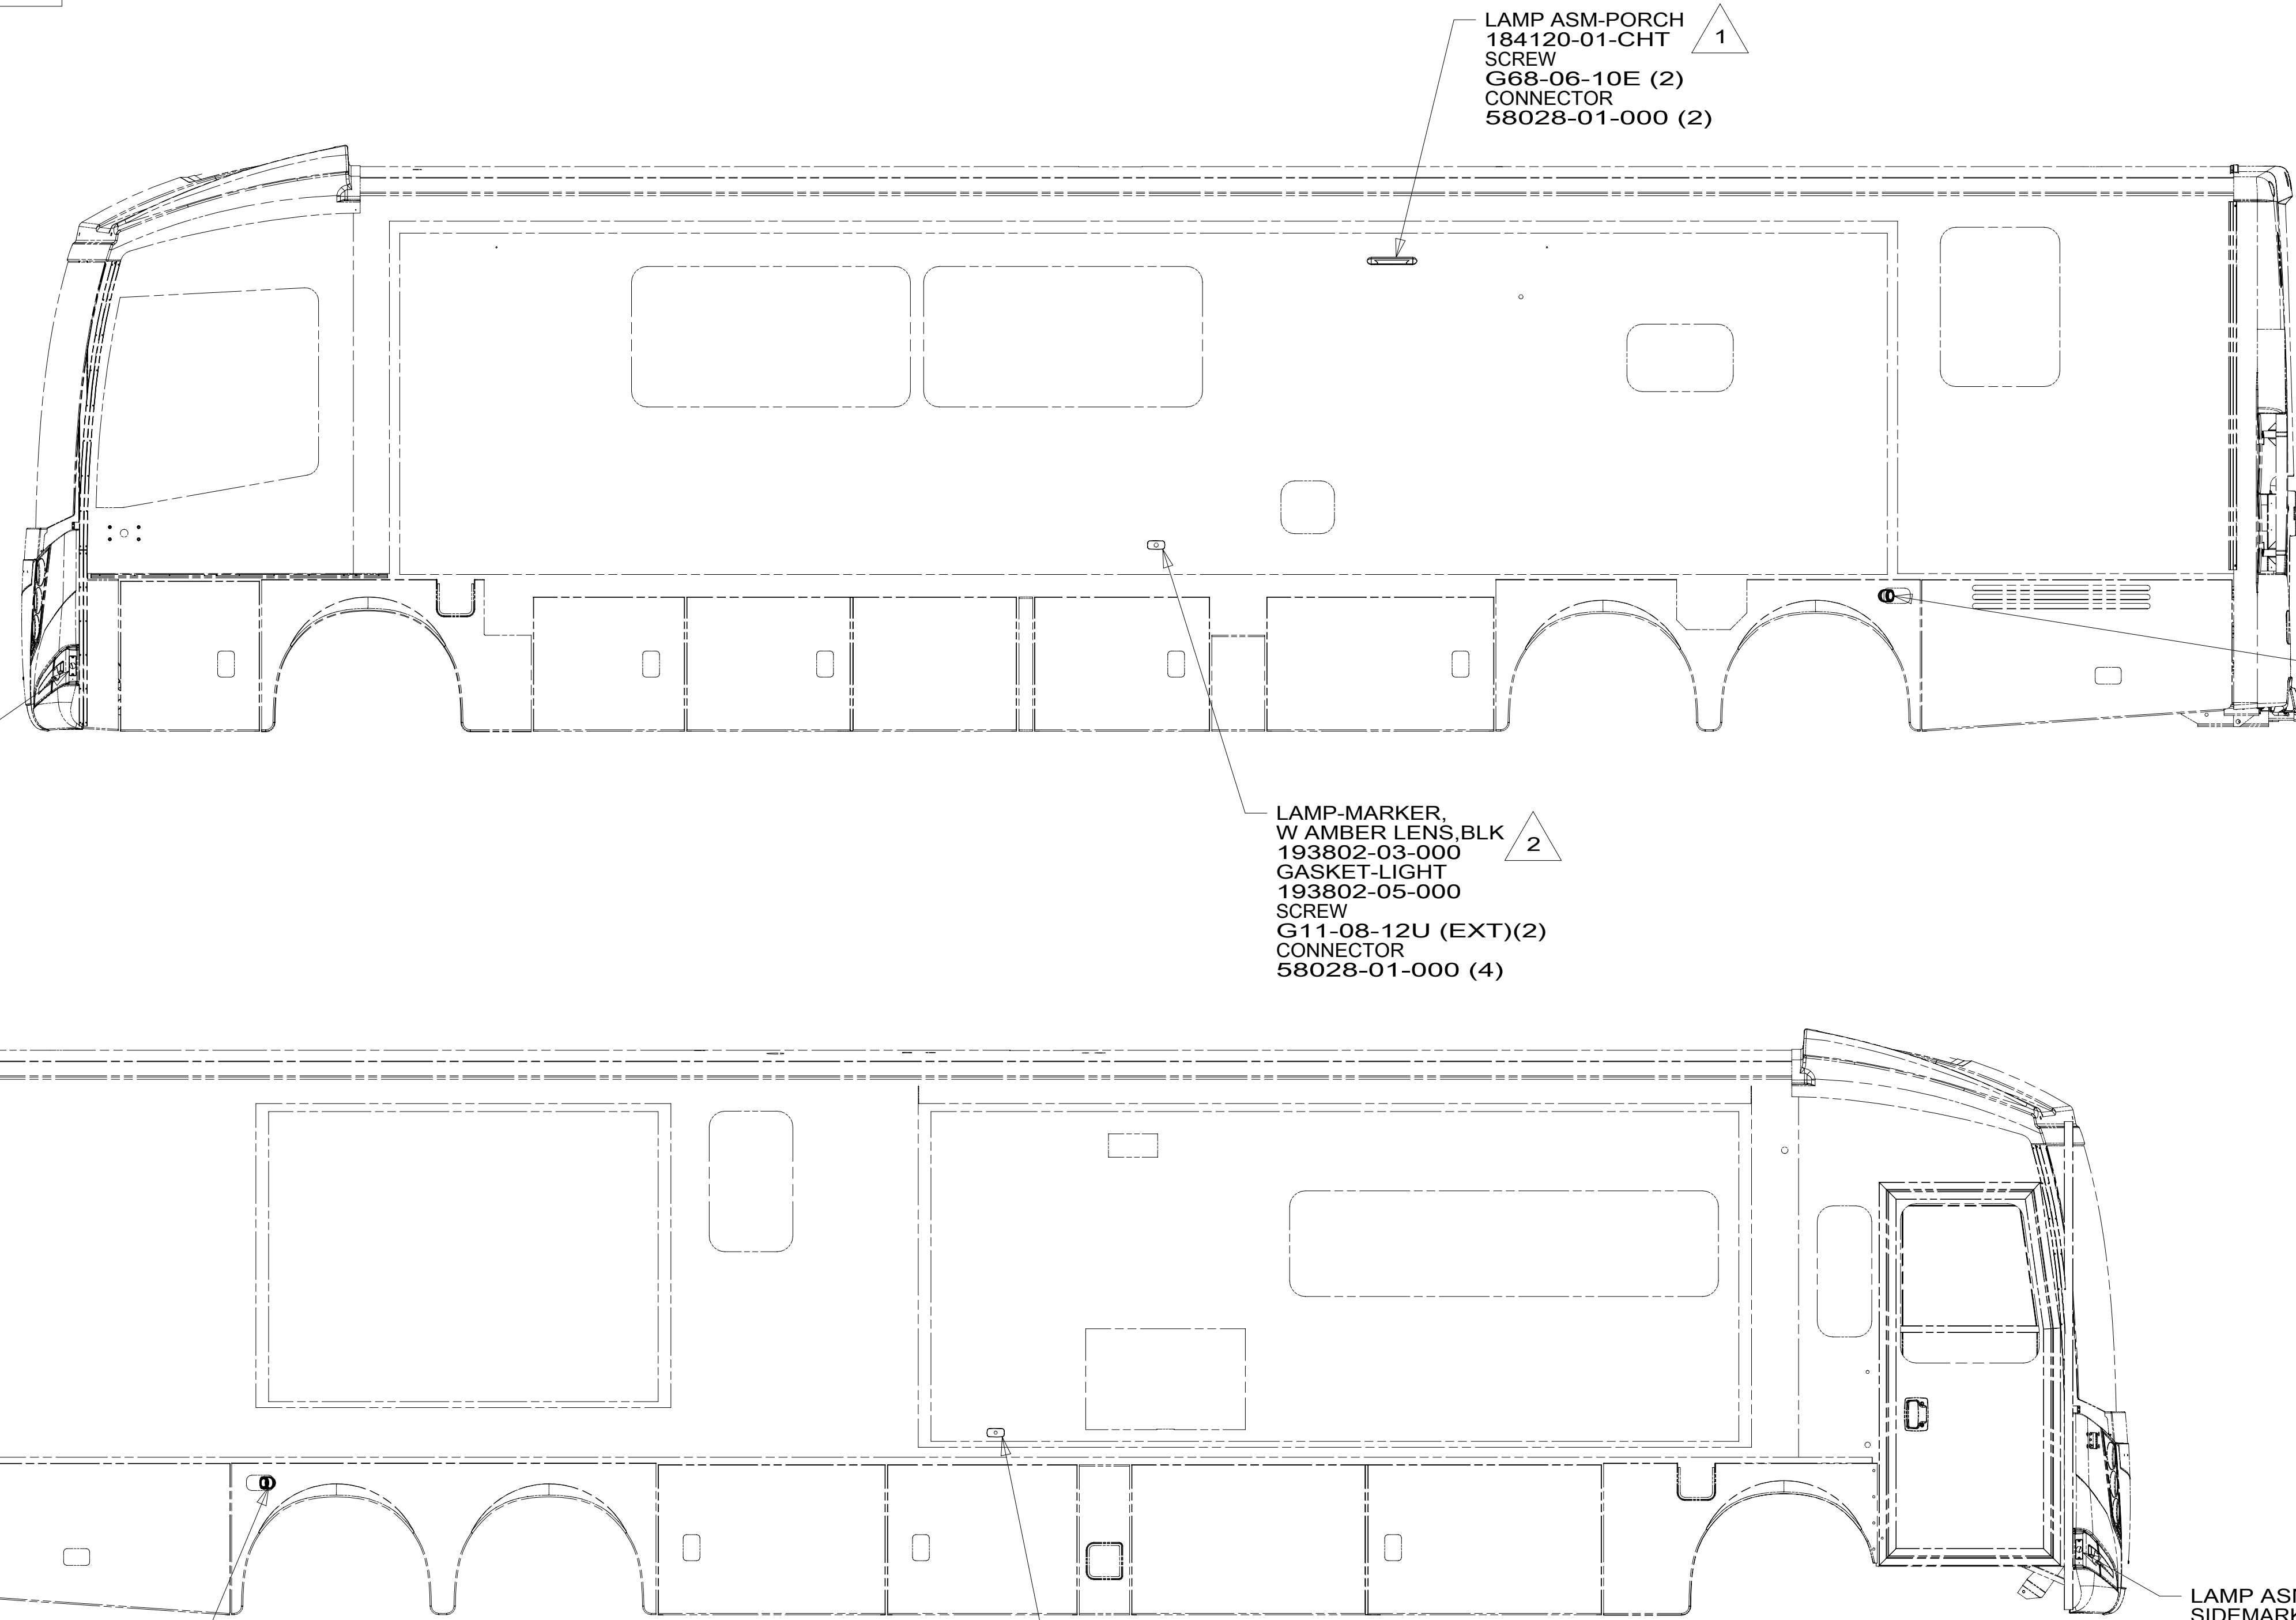 LAMP ASM-PORCH
184120-01-CHT
1
SCREW
G68-06-10E (2)
CONNECTOR
58028-01-000 (2)
LAMP-MARKER,
W AMBER LENS,BLK
193802-03-000
2
GASKET-LIGHT
193802-05-000
SCREW
G11-08-12U (EXT)(2)
CONNECTOR
58028-01-000 (4)
LAMP